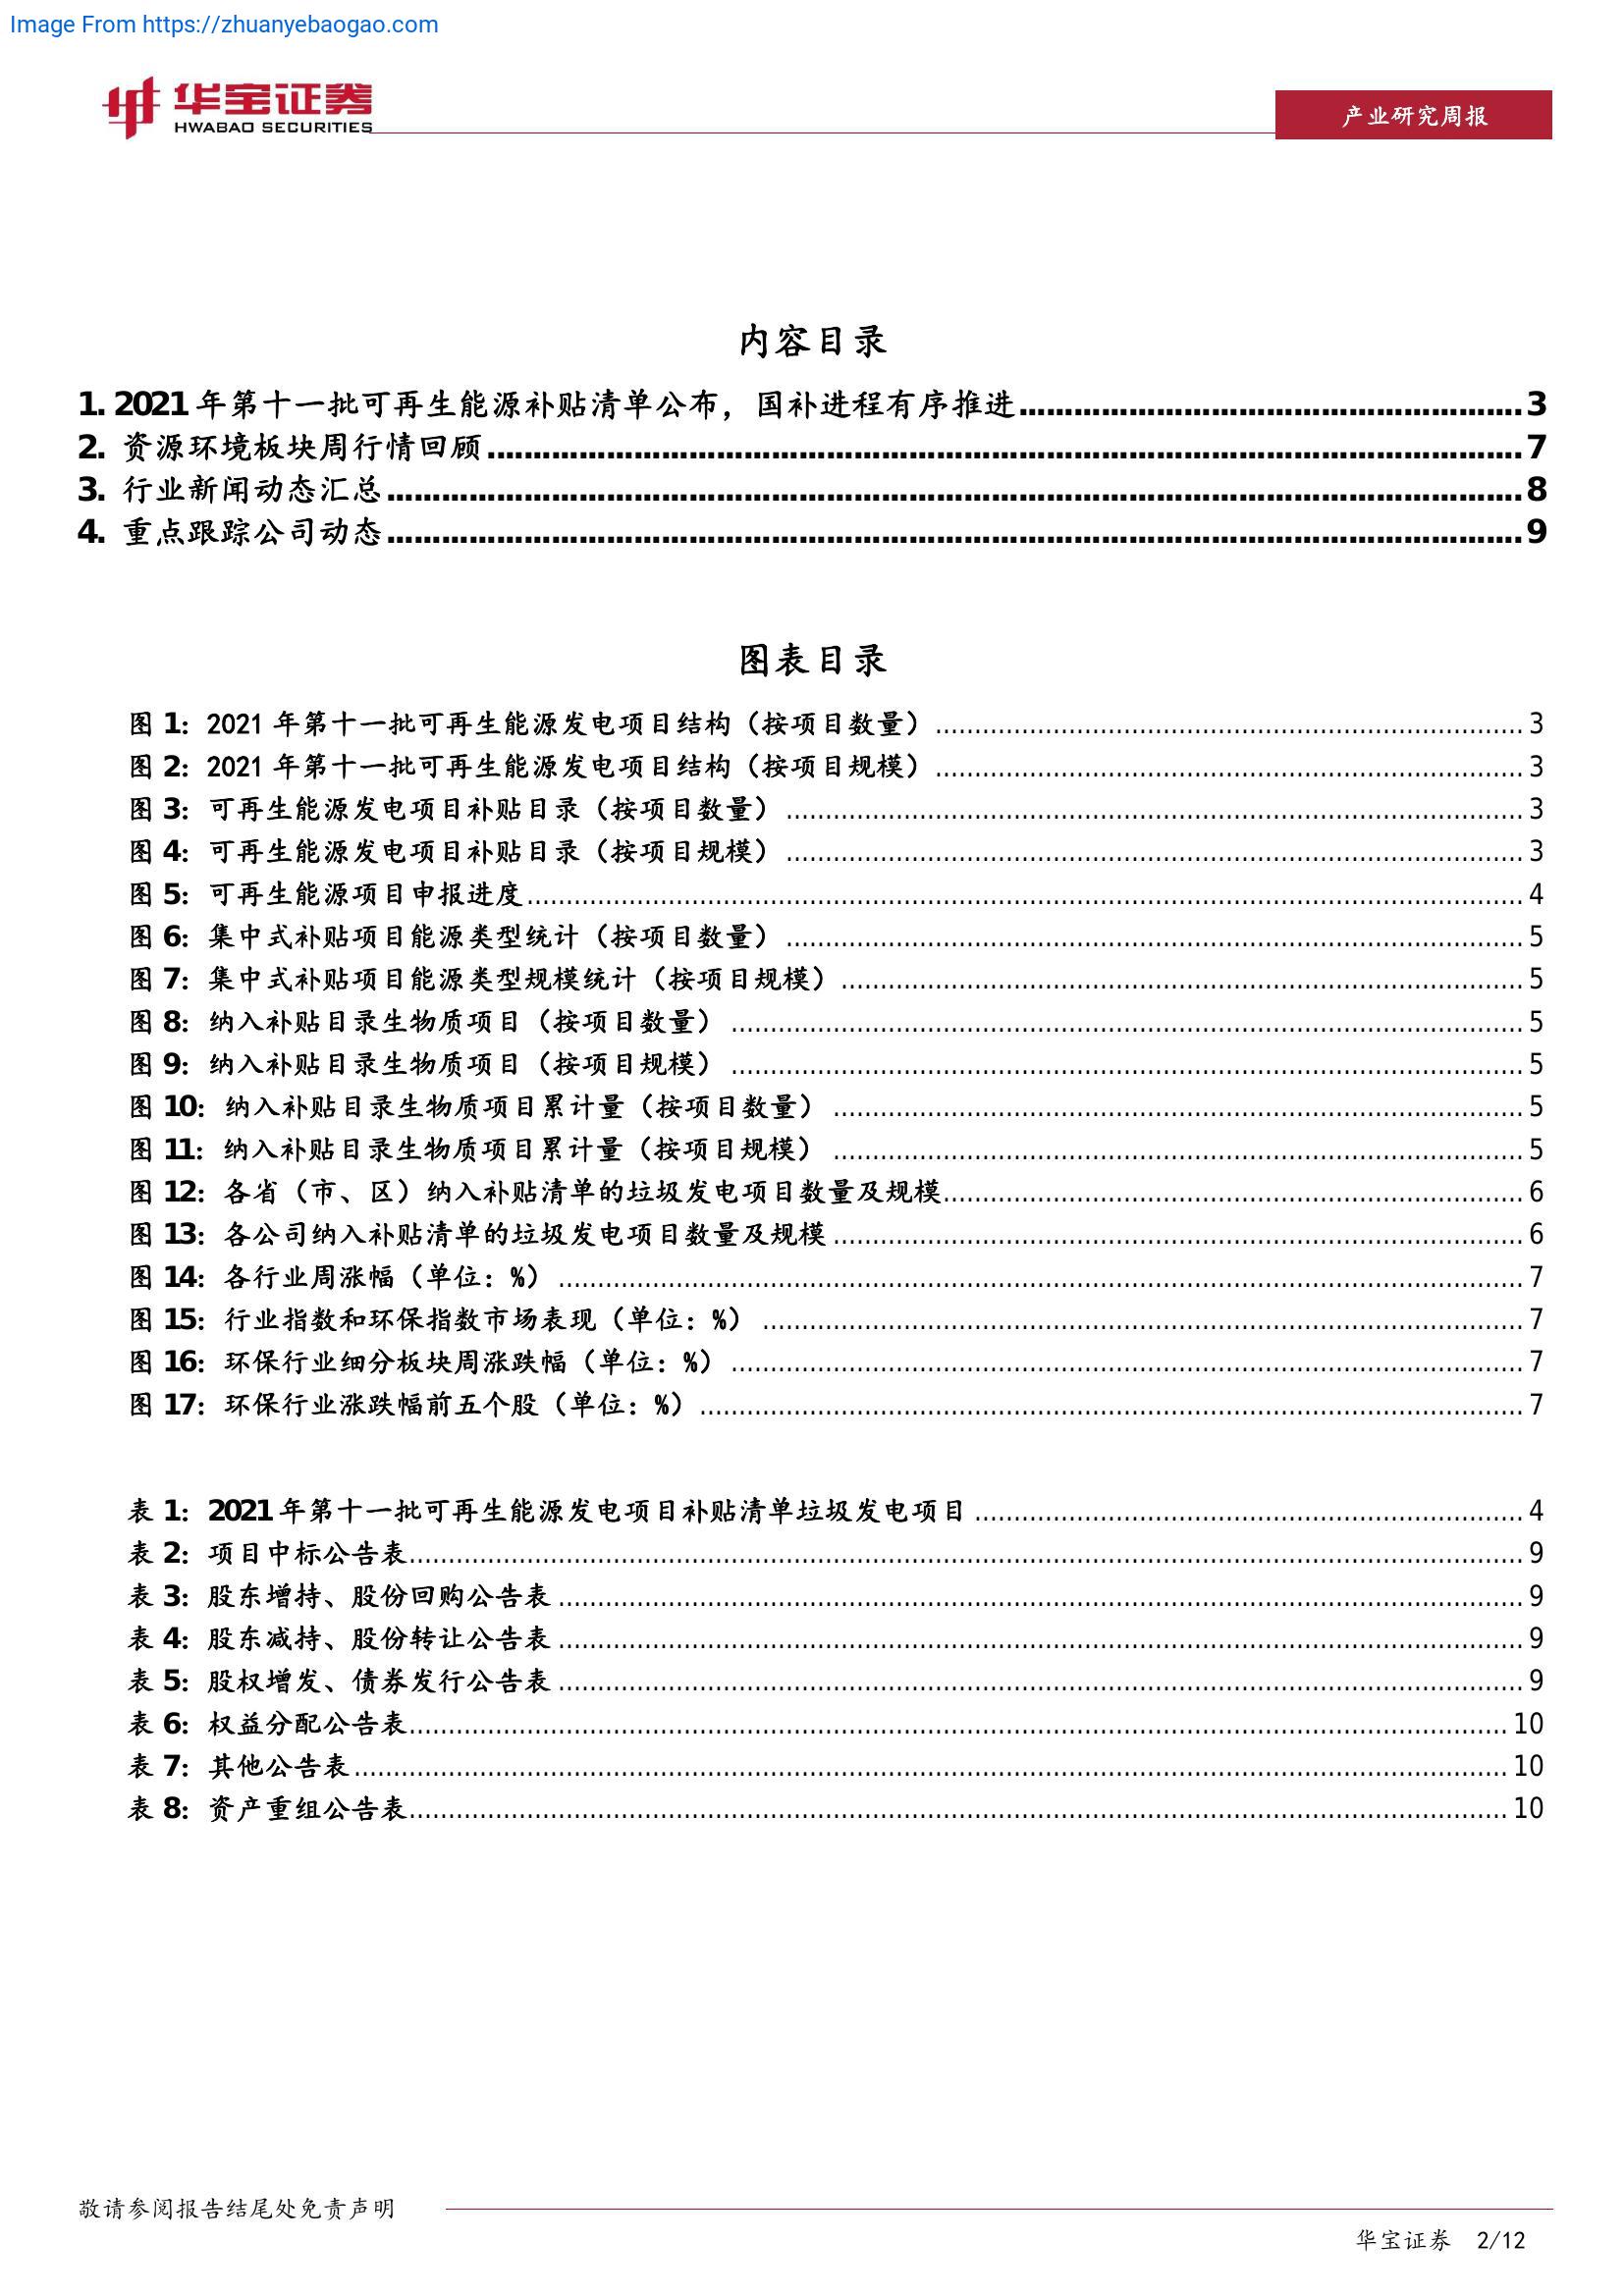 Image From https://zhuanyebaogao.com
华宝证券
HWABAO SECURITIES
产业研究周报
内容目录
1. 2021 年第十一批可再生能源补贴清单公布，国补进程有序推进 3
2. 资源环境板块周行情回顾 7
3. 行业新闻动态汇总 8
4. 重点跟踪公司动态 9
图表目录
图 1：2021 年第十一批可再生能源发电项目结构（按项目数量） 3
图 2：2021 年第十一批可再生能源发电项目结构（按项目规模） 3
图 3：可再生能源发电项目补贴目录（按项目数量） 3
图 4：可再生能源发电项目补贴目录（按项目规模） 3
图 5：可再生能源项目申报进度 4
图 6：集中式补贴项目能源类型统计（按项目数量） 5
图 7：集中式补贴项目能源类型规模统计（按项目规模） 5
图 8：纳入补贴目录生物质项目（按项目数量） 5
图 9：纳入补贴目录生物质项目（按项目规模） 5
图 10：纳入补贴目录生物质项目累计量（按项目数量） 5
图 11：纳入补贴目录生物质项目累计量（按项目规模） 5
图 12：各省（市、区）纳入补贴清单的垃圾发电项目数量及规模 6
图 13：各公司纳入补贴清单的垃圾发电项目数量及规模 6
图 14：各行业周涨幅（单位：%） 7
图 15：行业指数和环保指数市场表现（单位：%） 7
图 16：环保行业细分板块周涨跌幅（单位：%） 7
图 17：环保行业涨跌幅前五个股（单位：%） 7
表 1：2021 年第十一批可再生能源发电项目补贴清单垃圾发电项目 4
表 2：项目中标公告表 9
表 3：股东增持、股份回购公告表 9
表 4：股东减持、股份转让公告表 9
表 5：股权增发、债券发行公告表 9
表 6：权益分配公告表 10
表 7：其他公告表 10
表 8：资产重组公告表 10
敬请参阅报告结尾处免责声明
华宝证券 2/12